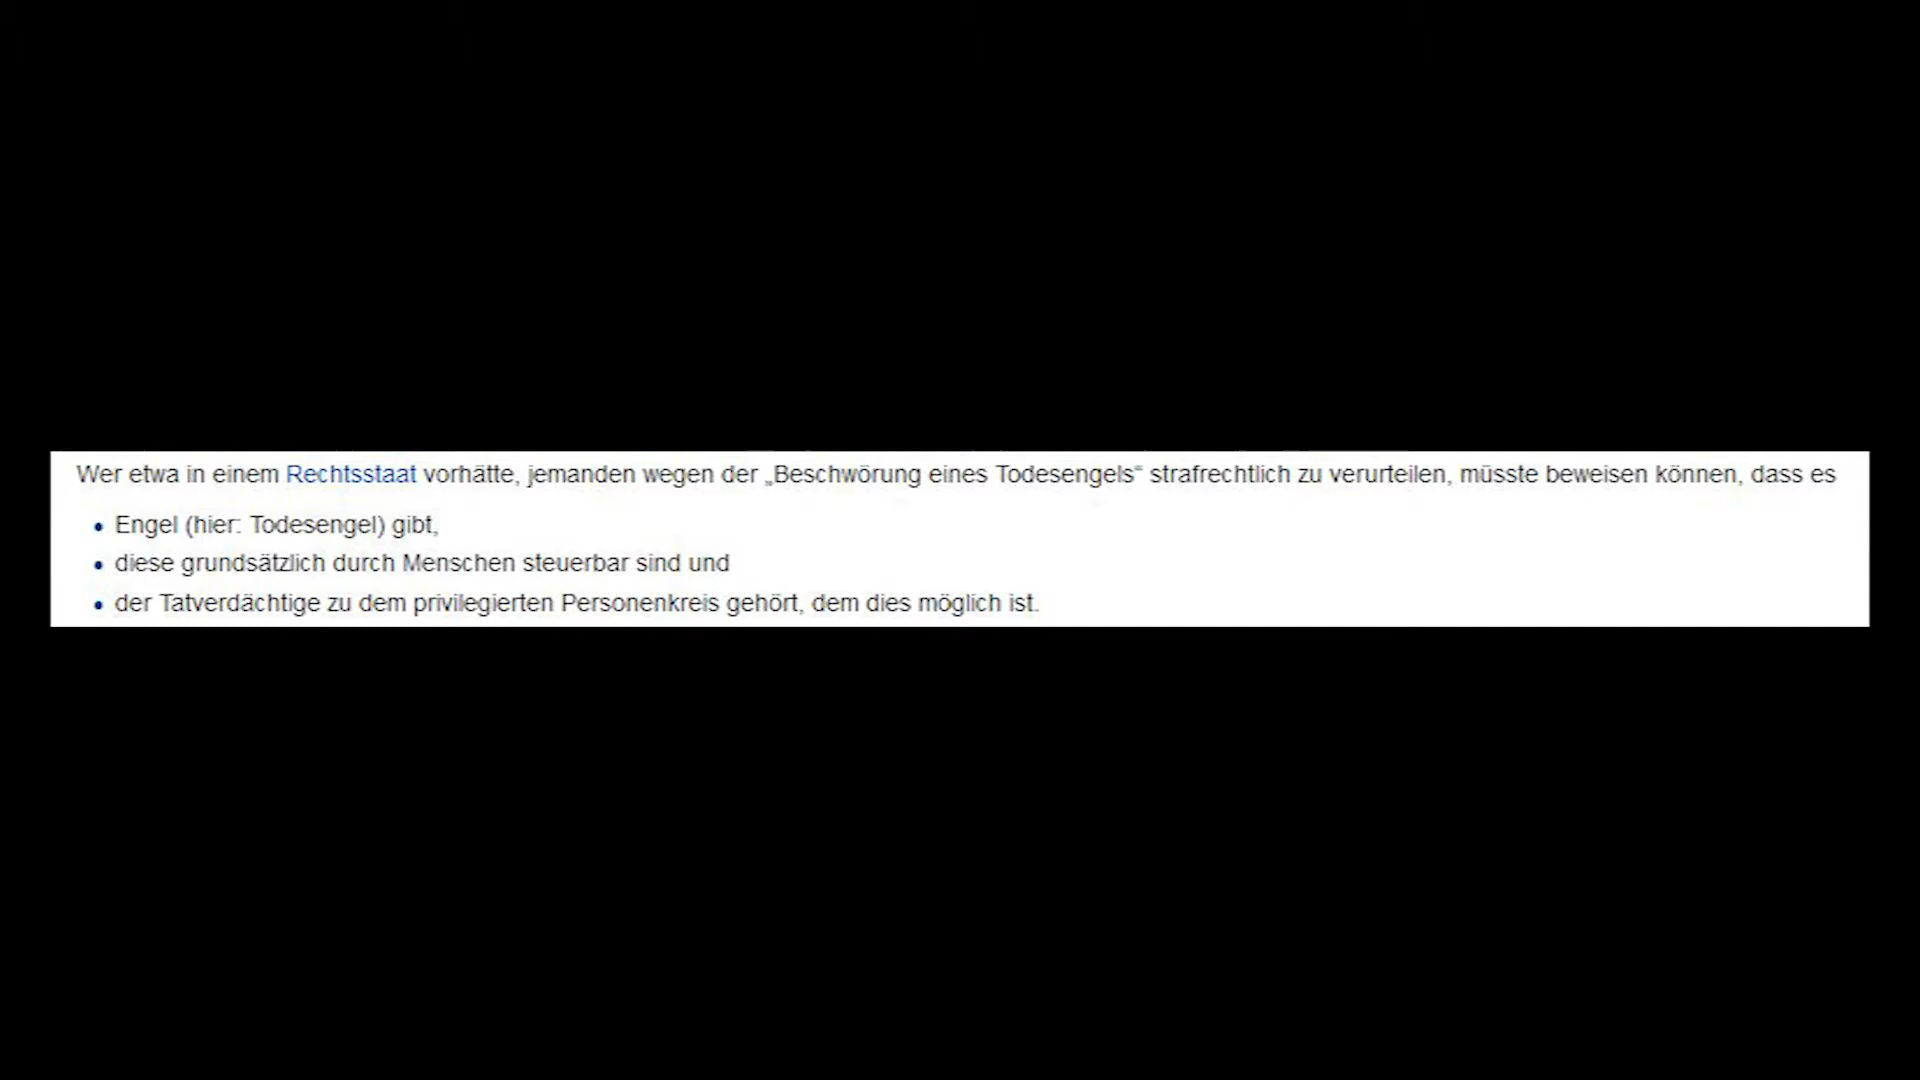 Wer etwa in einem Rechtsstaat vorhätte, jemanden wegen der „Beschwörung eines Todesengels“ strafrechtlich zu verurteilen, müsste beweisen können, dass es
• Engel (hier: Todesengel) gibt,
• diese grundsätzlich durch Menschen steuerbar sind und
• der Tatverdächtige zu dem privilegierten Personenkreis gehört, dem dies möglich ist.